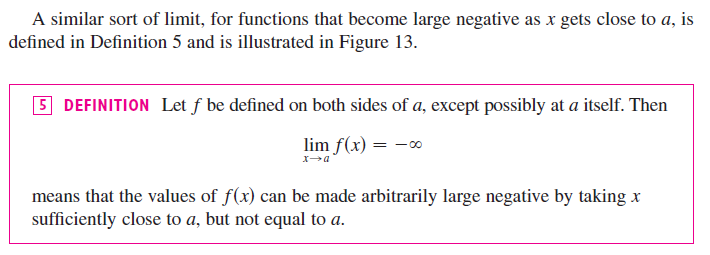 A similar sort of limit, for functions that become large negative as x gets close to a, is
defined in Definition 5 and is illustrated in Figure 13.
5 DEFINITION Let f be defined on both sides of a, except possibly at a itself. Then
lim f(x) = −∞
x→a
means that the values of f(x) can be made arbitrarily large negative by taking x
sufficiently close to a, but not equal to a.